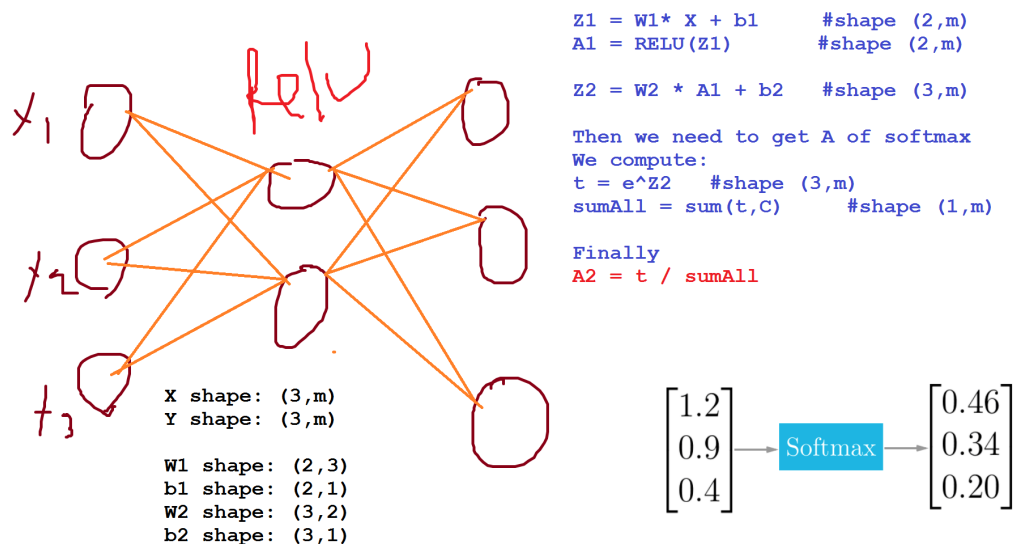 Z1 = W1* X + b1 #shape (2,m)
A1 = RELU(Z1) #shape (2,m)
Z2 = W2 * A1 + b2 #shape (3,m)
Then we need to get A of softmax
We compute:
t = e^Z2 #shape (3,m)
sumAll = sum(t,C) #shape (1,m)
Finally
A2 = t / sumAll
Relu
x1
x2
t3
X shape: (3,m)
Y shape: (3,m)
W1 shape: (2,3)
b1 shape: (2,1)
W2 shape: (3,2)
b2 shape: (3,1)
1.2
0.9
0.4
Softmax
0.46
0.34
0.20